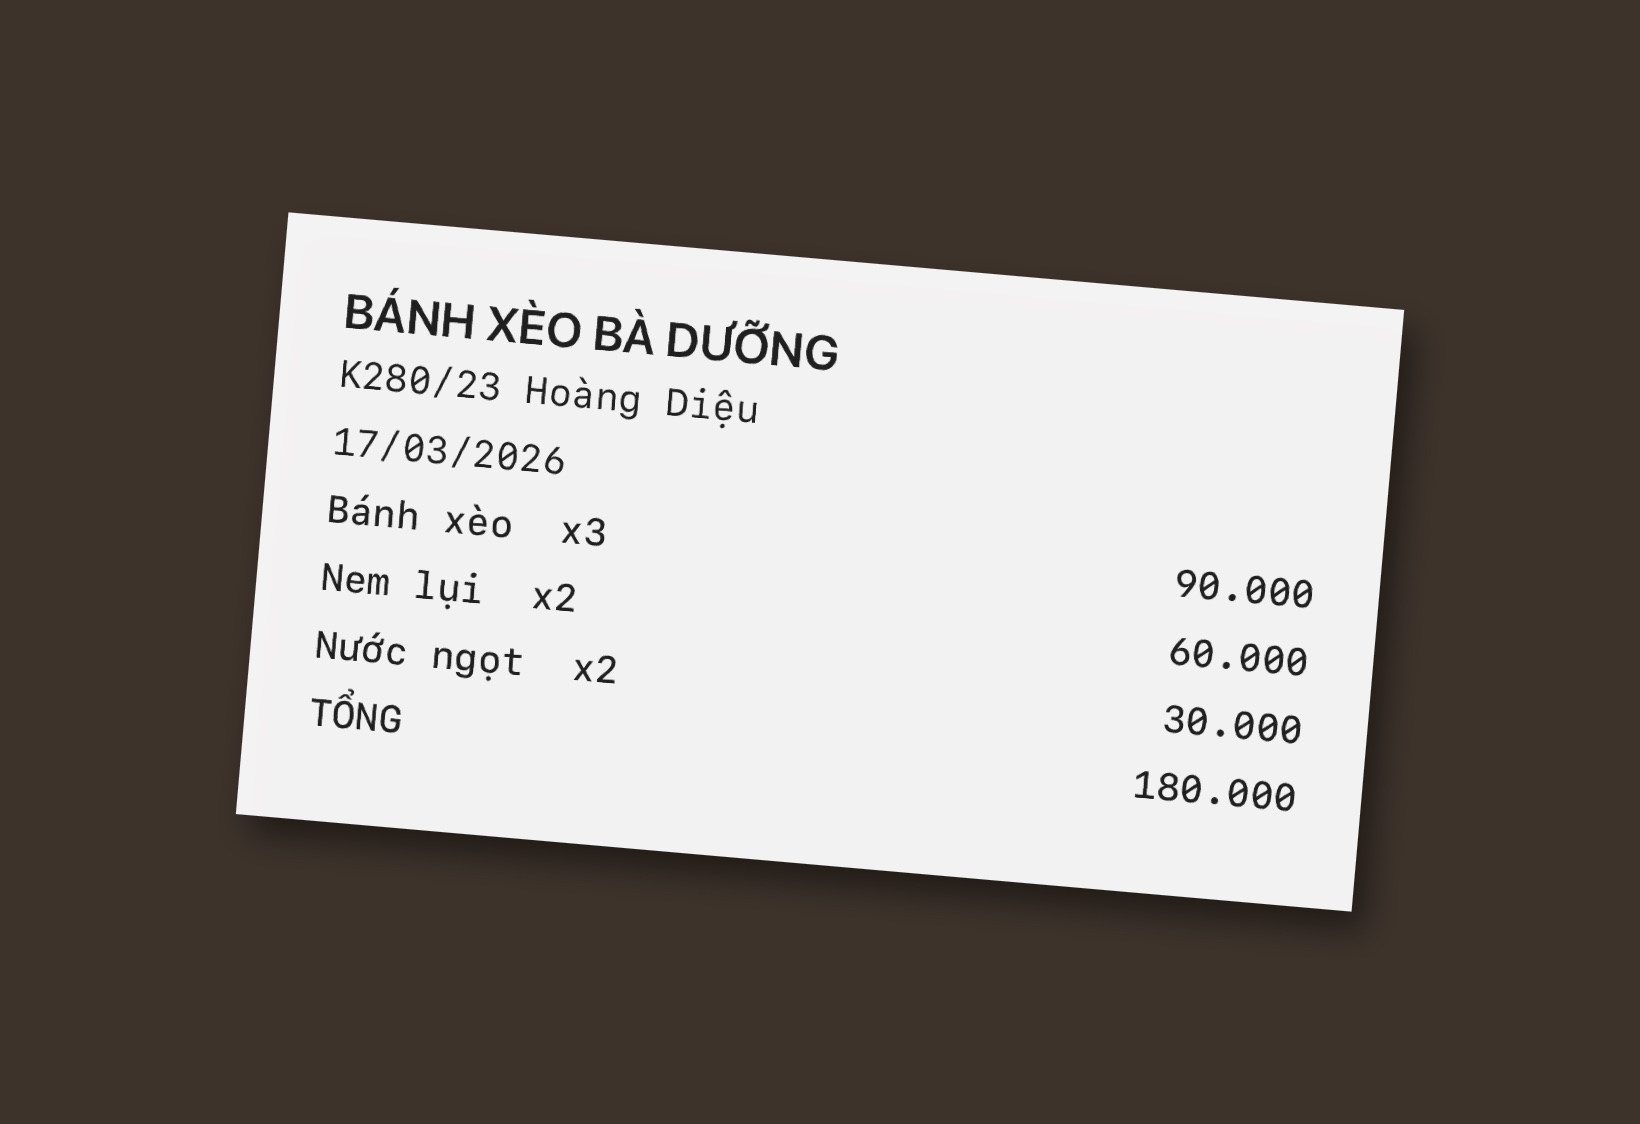 BÁNH XÈO BÀ DƯỠNG
K280/23 Hoàng Diệu
17/03/2026
Bánh xèo  x3 90.000
Nem lụi  x2 60.000
Nước ngọt  x2 30.000
TỔNG 180.000